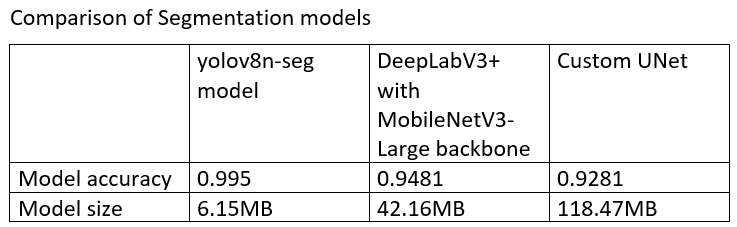 Comparison of Segmentation models
yolov8n-seg model
DeepLabV3+ with MobileNetV3-Large backbone
Custom UNet
Model accuracy 0.995 0.9481 0.9281
Model size 6.15MB 42.16MB 118.47MB